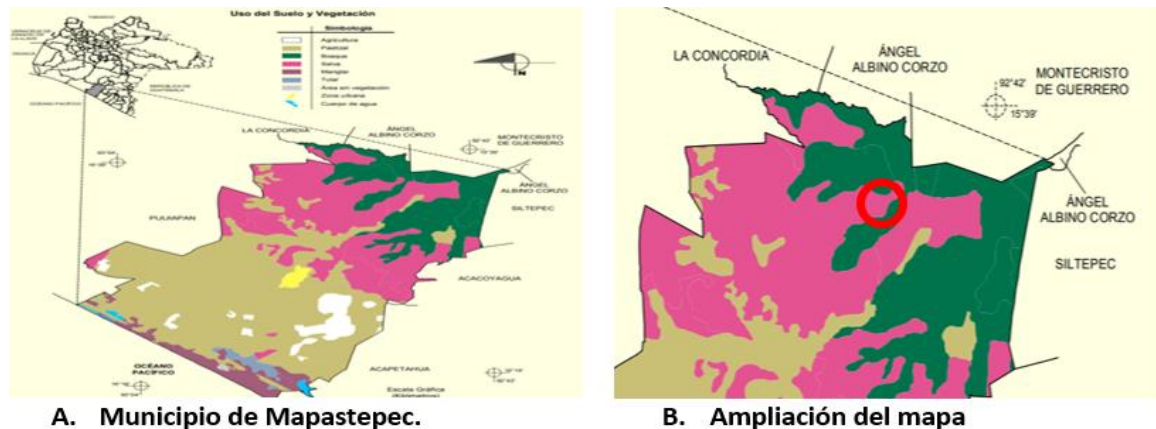 Uso del Suelo y Vegetación
Simbología
Agricultura
Pastizal
Bosque
Selva
Manglar
Tular
Área sin vegetación
Zona urbana
Cuerpo de agua
N
OCÉANO PACÍFICO
LA CONCORDIA
ÁNGEL
ALBINO CORZO
MONTECRISTO
DE GUERRERO
ÁNGEL
ALBINO CORZO
SILTEPEC
PIJIJIAPAN
ACACOYAGUA
OCÉANO
PACÍFICO
ACAPETAHUA
Escala Gráfica
(Kilómetros)
A. Municipio de Mapastepec.
LA CONCORDIA
ÁNGEL
ALBINO CORZO
MONTECRISTO
DE GUERRERO
92°42'
15°39'
ÁNGEL
ALBINO CORZO
SILTEPEC
B. Ampliación del mapa